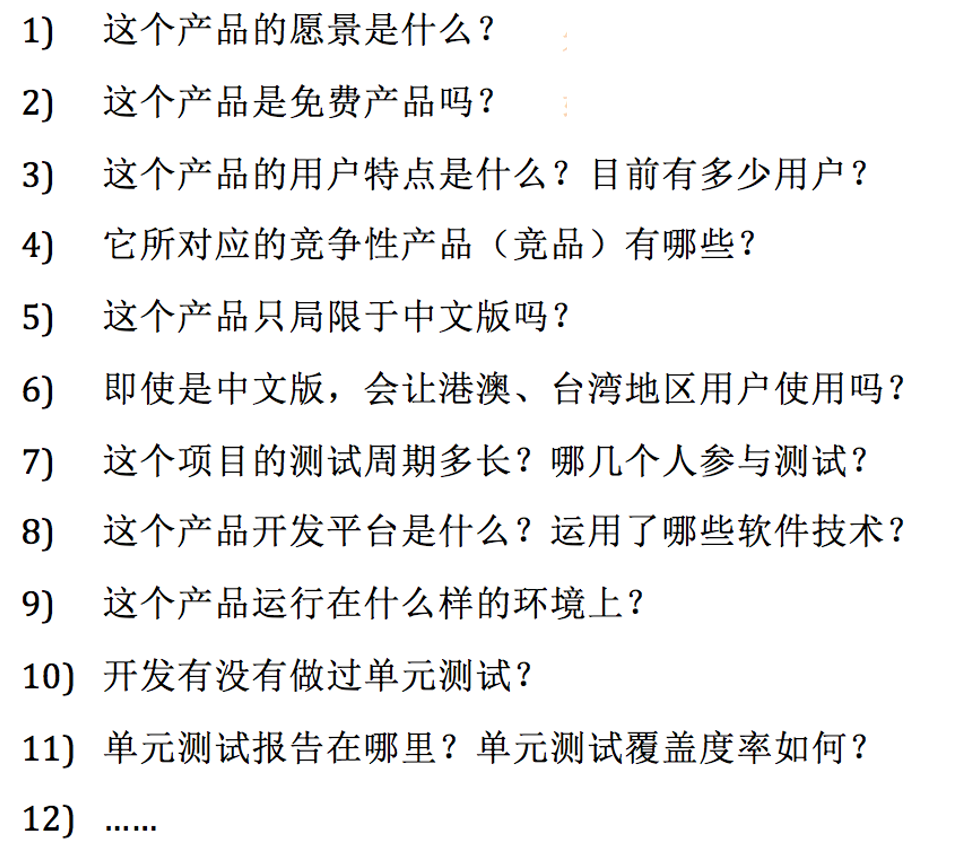 1) 这个产品的愿景是什么？
2) 这个产品是免费产品吗？
3) 这个产品的用户特点是什么？目前有多少用户？
4) 它所对应的竞争性产品（竞品）有哪些？
5) 这个产品只局限于中文版吗？
6) 即使是中文版，会让港澳、台湾地区用户使用吗？
7) 这个项目的测试周期多长？哪几个人参与测试？
8) 这个产品开发平台是什么？运用了哪些软件技术？
9) 这个产品运行在什么样的环境上？
10) 开发有没有做过单元测试？
11) 单元测试报告在哪里？单元测试覆盖度率如何？
12) ……